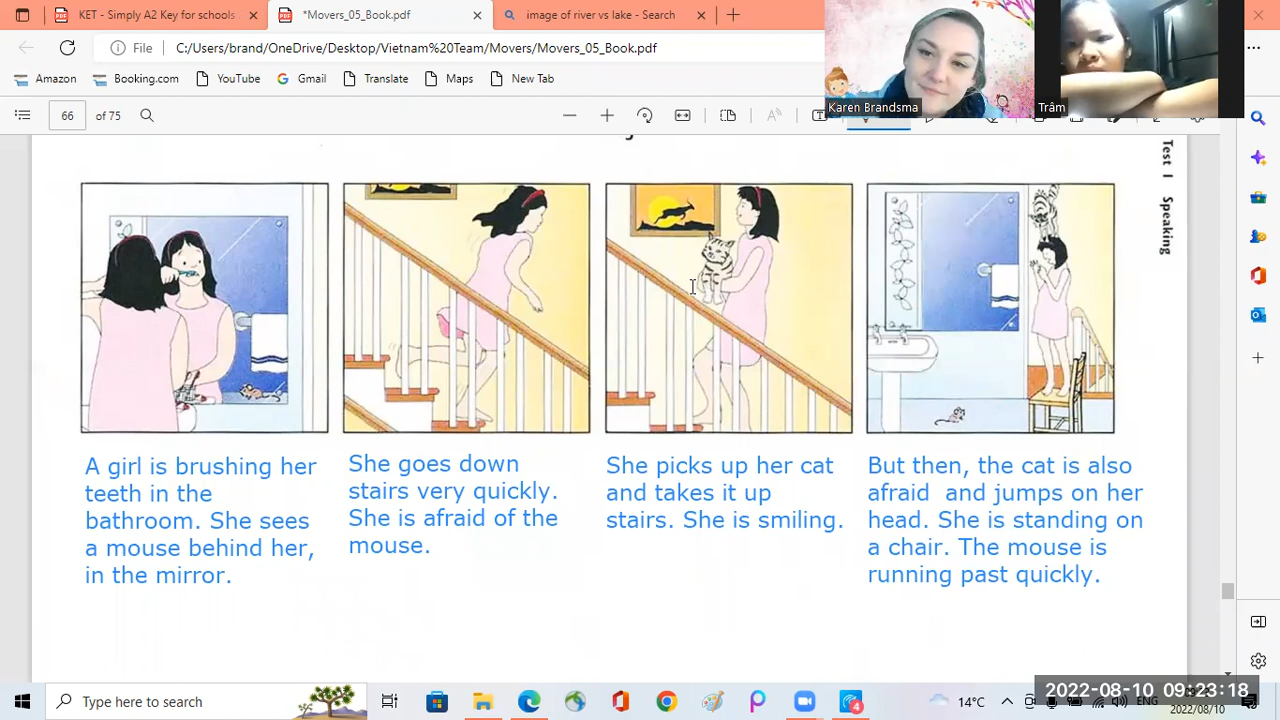 KET - Simply A2 Key for schools
*Movers_05_Book.pdf
image of river vs lake - Search
File
C:/Users/brand/OneDrive/Desktop/Vietnam%20Team/Movers/Movers_05_Book.pdf
Amazon
Booking.com
YouTube
Gmail
Translate
Maps
New Tab
Karen Brandsma
Trâm
66 of 75
Test 1 Speaking
A girl is brushing her
teeth in the
bathroom. She sees
a mouse behind her,
in the mirror.
She goes down
stairs very quickly.
She is afraid of the
mouse.
She picks up her cat
and takes it up
stairs. She is smiling.
But then, the cat is also
afraid  and jumps on her
head. She is standing on
a chair. The mouse is
running past quickly.
Type here to search
4
14°C
ENG
2022-08-10 09:23:18
2022/08/10